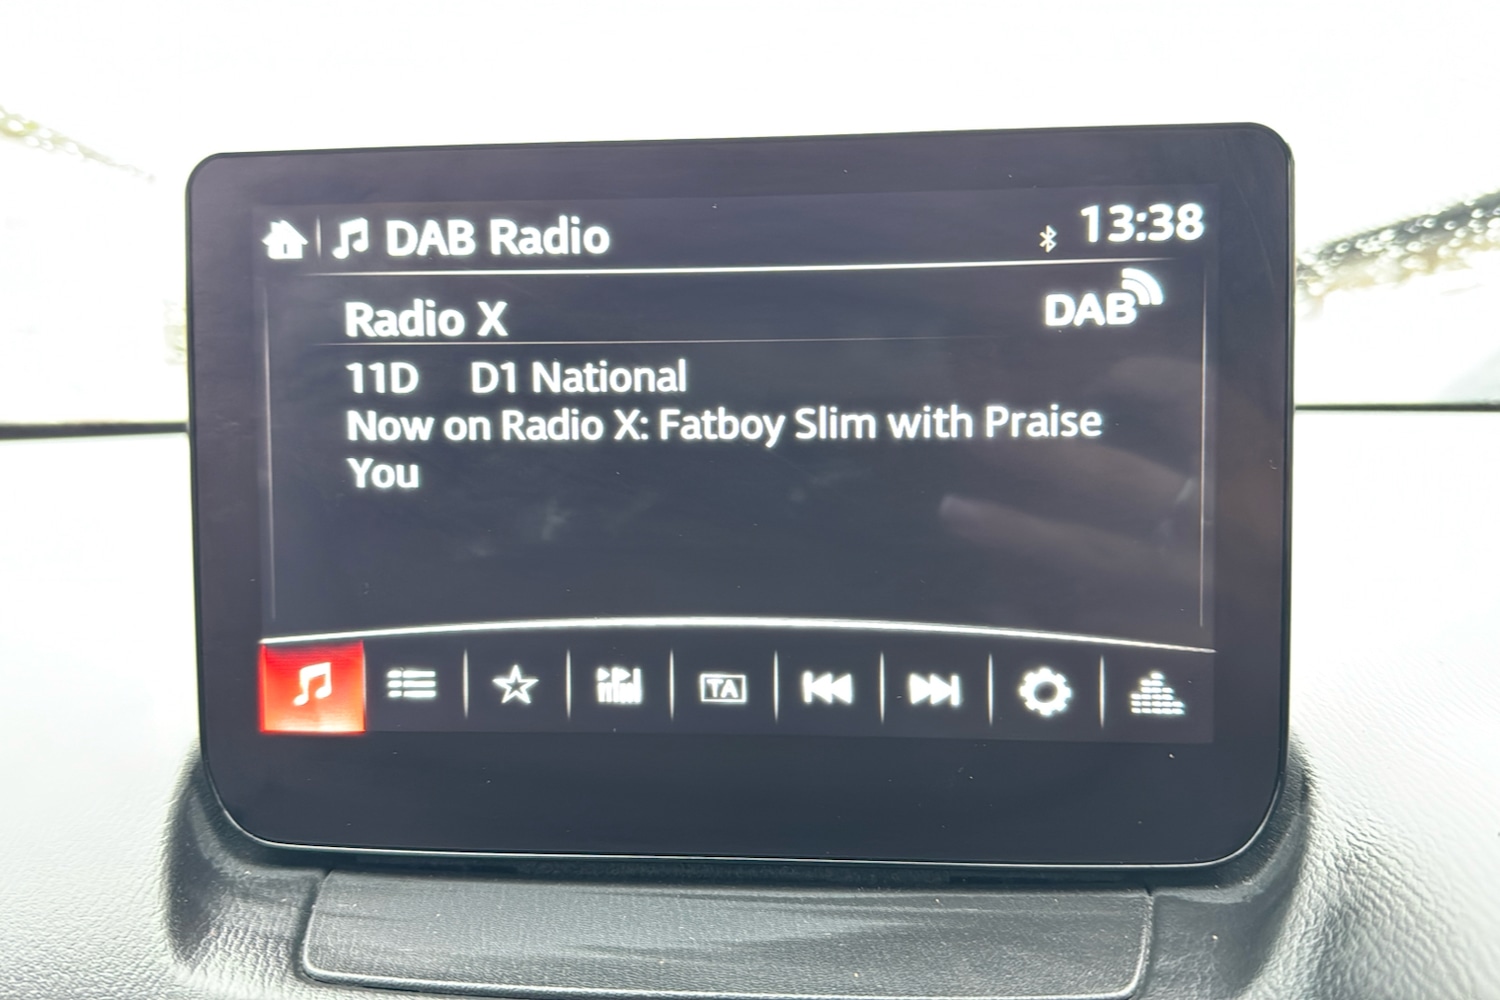 DAB Radio
13:38
Radio X
DAB
11D D1 National
Now on Radio X: Fatboy Slim with Praise
You
TA